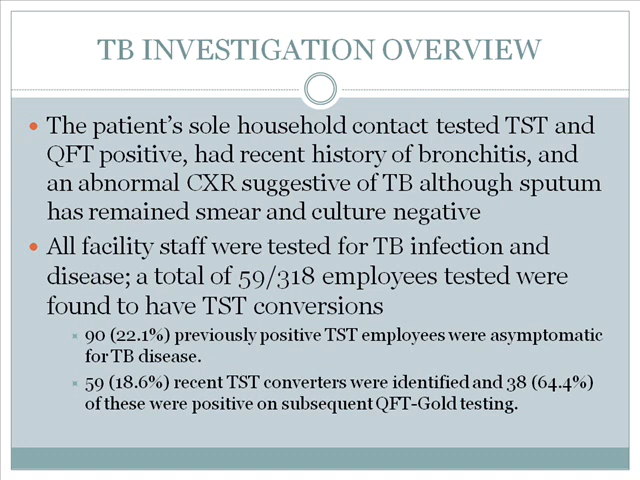 TB INVESTIGATION OVERVIEW
The patient's sole household contact tested TST and
QFT positive, had recent history of bronchitis, and
an abnormal CXR suggestive of TB although sputum
has remained smear and culture negative
All facility staff were tested for TB infection and
disease; a total of 59/318 employees tested were
found to have TST conversions
90 (22.1%) previously positive TST employees were asymptomatic
for TB disease.
59 (18.6%) recent TST converters were identified and 38 (64.4%)
of these were positive on subsequent QFT-Gold testing.